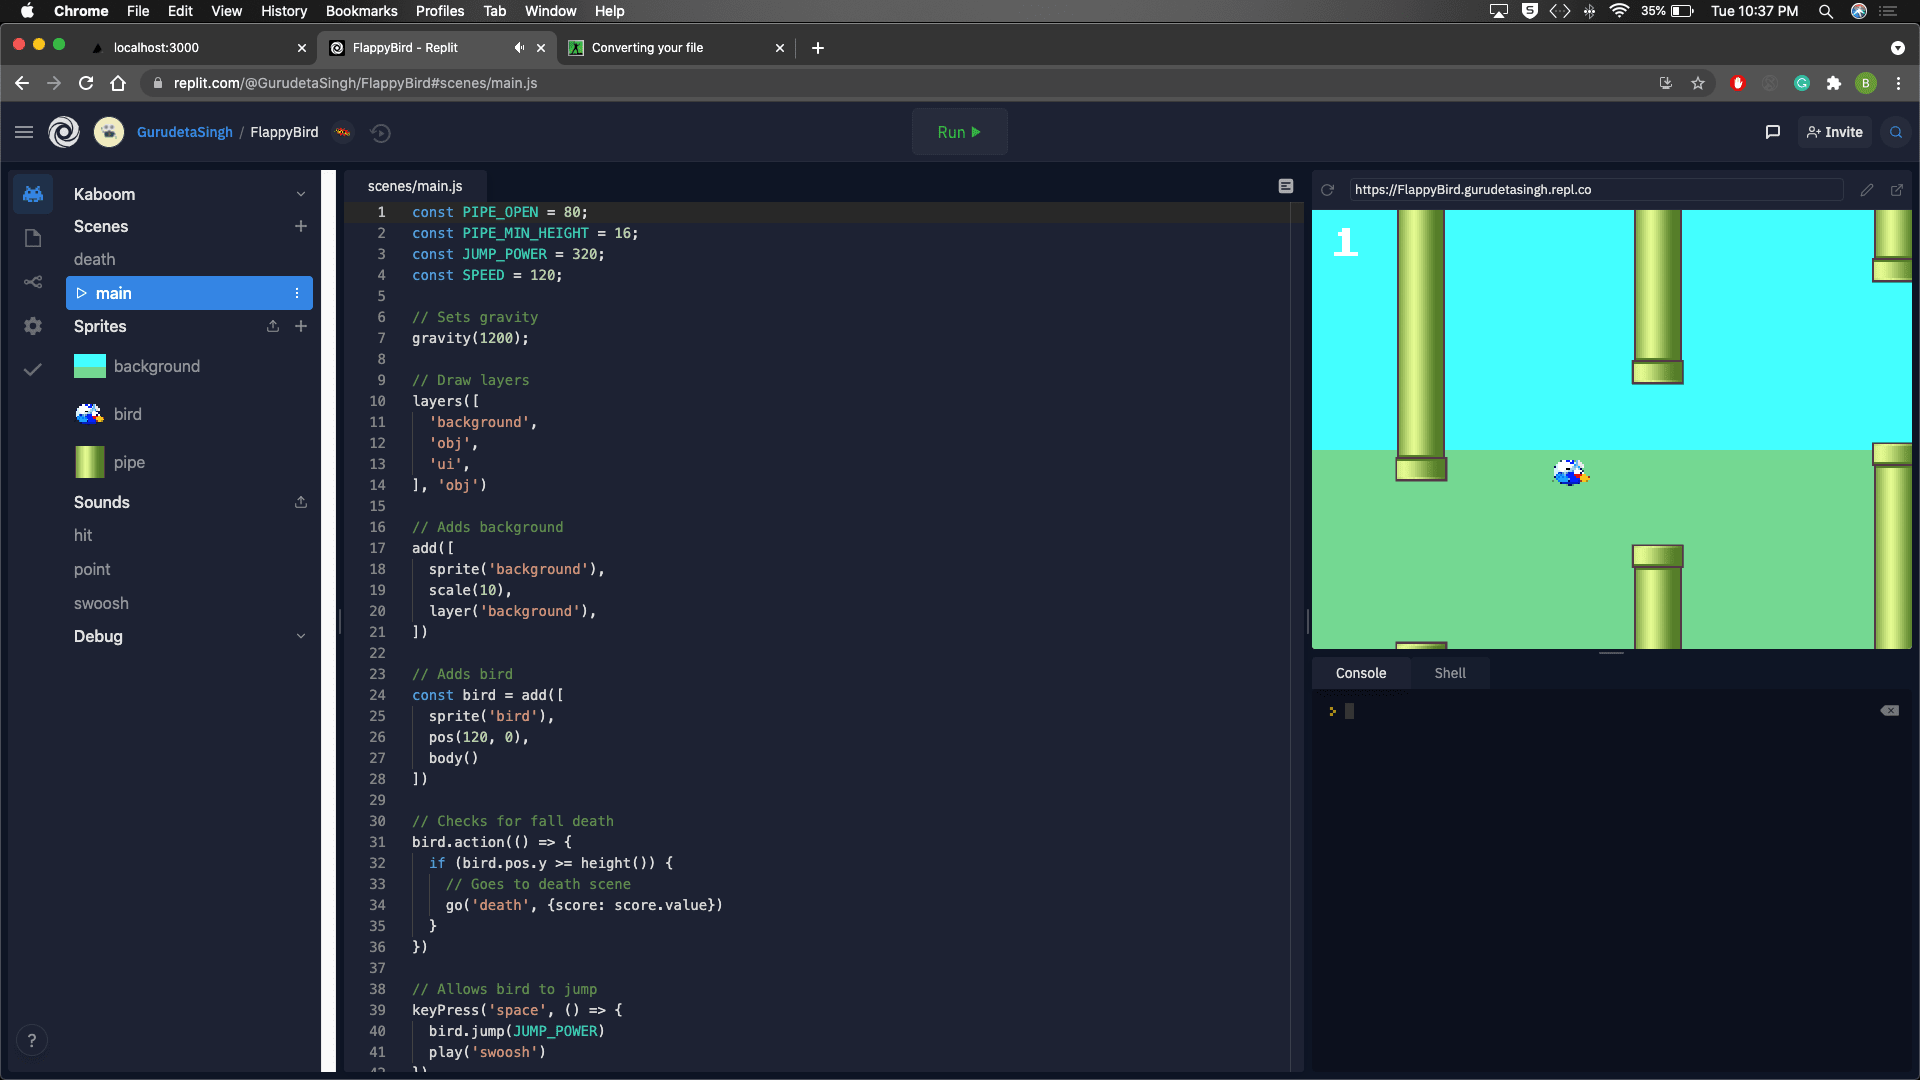 Chrome File Edit View History Bookmarks Profiles Tab Window Help
S 35% Tue 10:37 PM
localhost:3000
FlappyBird - Replit
Converting your file
replit.com/@GurudetaSingh/FlappyBird#scenes/main.js
B
GurudetaSingh / FlappyBird
Run
Invite
Kaboom
Scenes
death
main
Sprites
background
bird
pipe
Sounds
hit
point
swoosh
Debug
?
scenes/main.js
1 const PIPE_OPEN = 80;
2 const PIPE_MIN_HEIGHT = 16;
3 const JUMP_POWER = 320;
4 const SPEED = 120;
5
6 // Sets gravity
7 gravity(1200);
8
9 // Draw layers
10 layers([
11 'background',
12 'obj',
13 'ui',
14 ], 'obj')
15
16 // Adds background
17 add([
18 sprite('background'),
19 scale(10),
20 layer('background'),
21 ])
22
23 // Adds bird
24 const bird = add([
25 sprite('bird'),
26 pos(120, 0),
27 body()
28 ])
29
30 // Checks for fall death
31 bird.action(() => {
32 if (bird.pos.y >= height()) {
33 // Goes to death scene
34 go('death', {score: score.value})
35 }
36 })
37
38 // Allows bird to jump
39 keyPress('space', () => {
40 bird.jump(JUMP_POWER)
41 play('swoosh')
42 })
https://FlappyBird.gurudetasingh.repl.co
1
Console
Shell
>